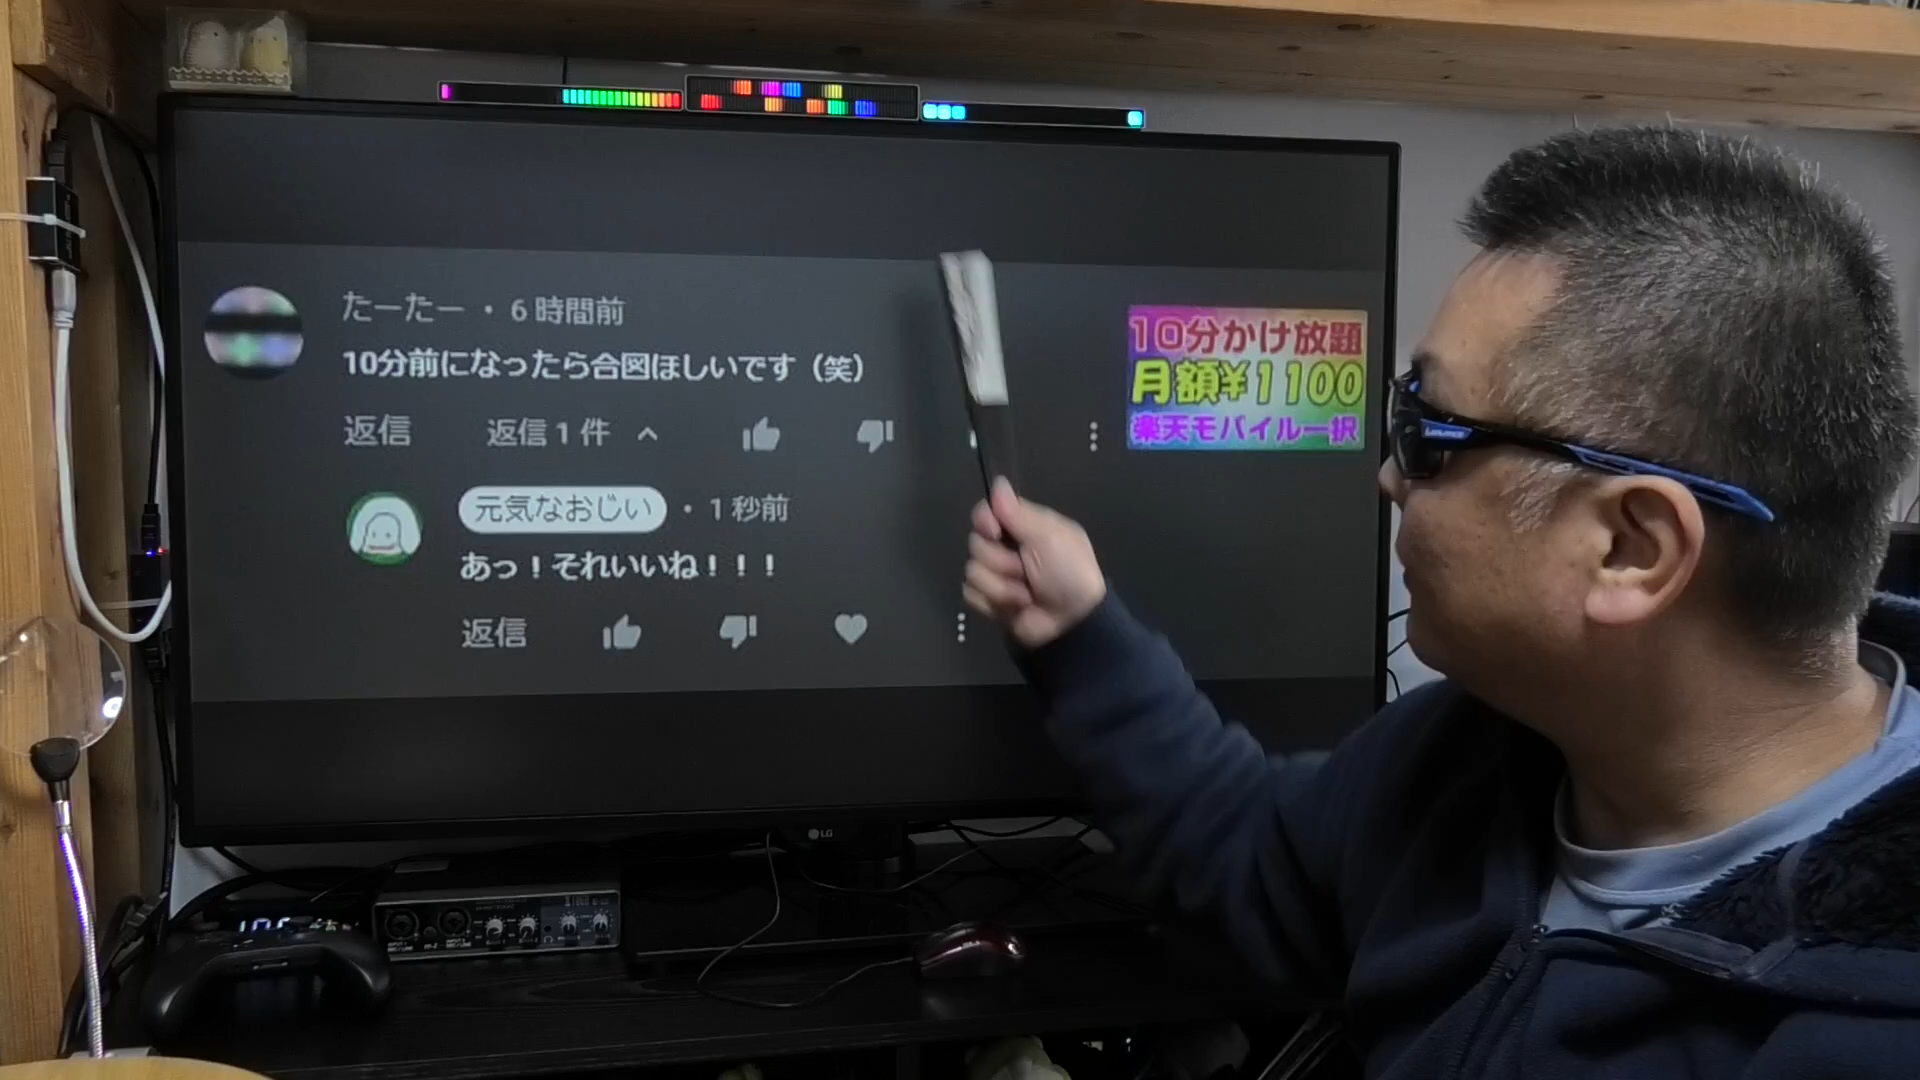 たーたー・6時間前
10分前になったら合図ほしいです（笑）
返信 返信1件
元気なおじい・1秒前
あっ！それいいね！！！
返信
10分かけ放題
月額¥1100
楽天モバイル一択
LG